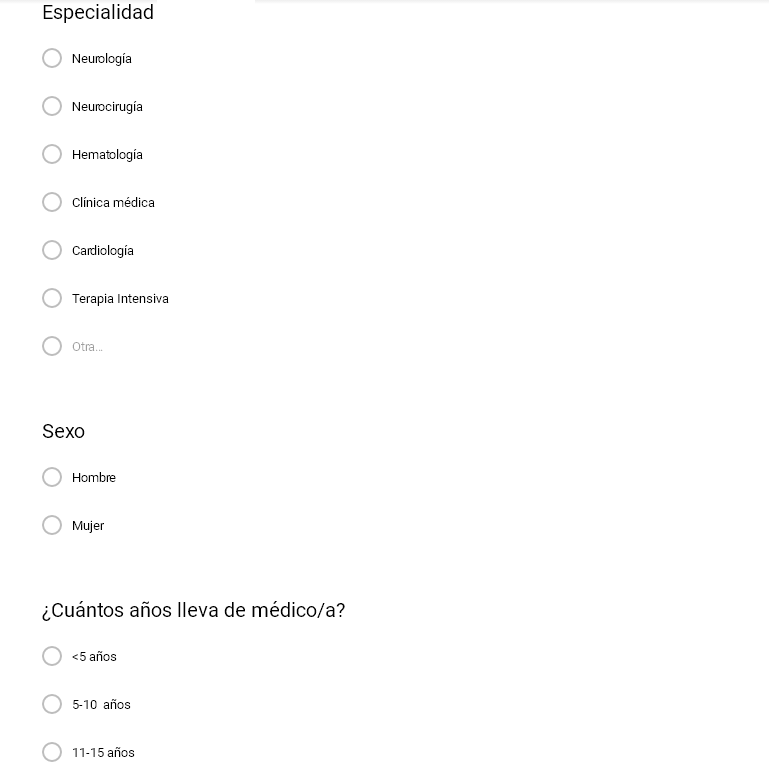 Especialidad
Neurología
Neurocirugía
Hematología
Clínica médica
Cardiología
Terapia Intensiva
Otra...
Sexo
Hombre
Mujer
¿Cuántos años lleva de médico/a?
<5 años
5-10 años
11-15 años